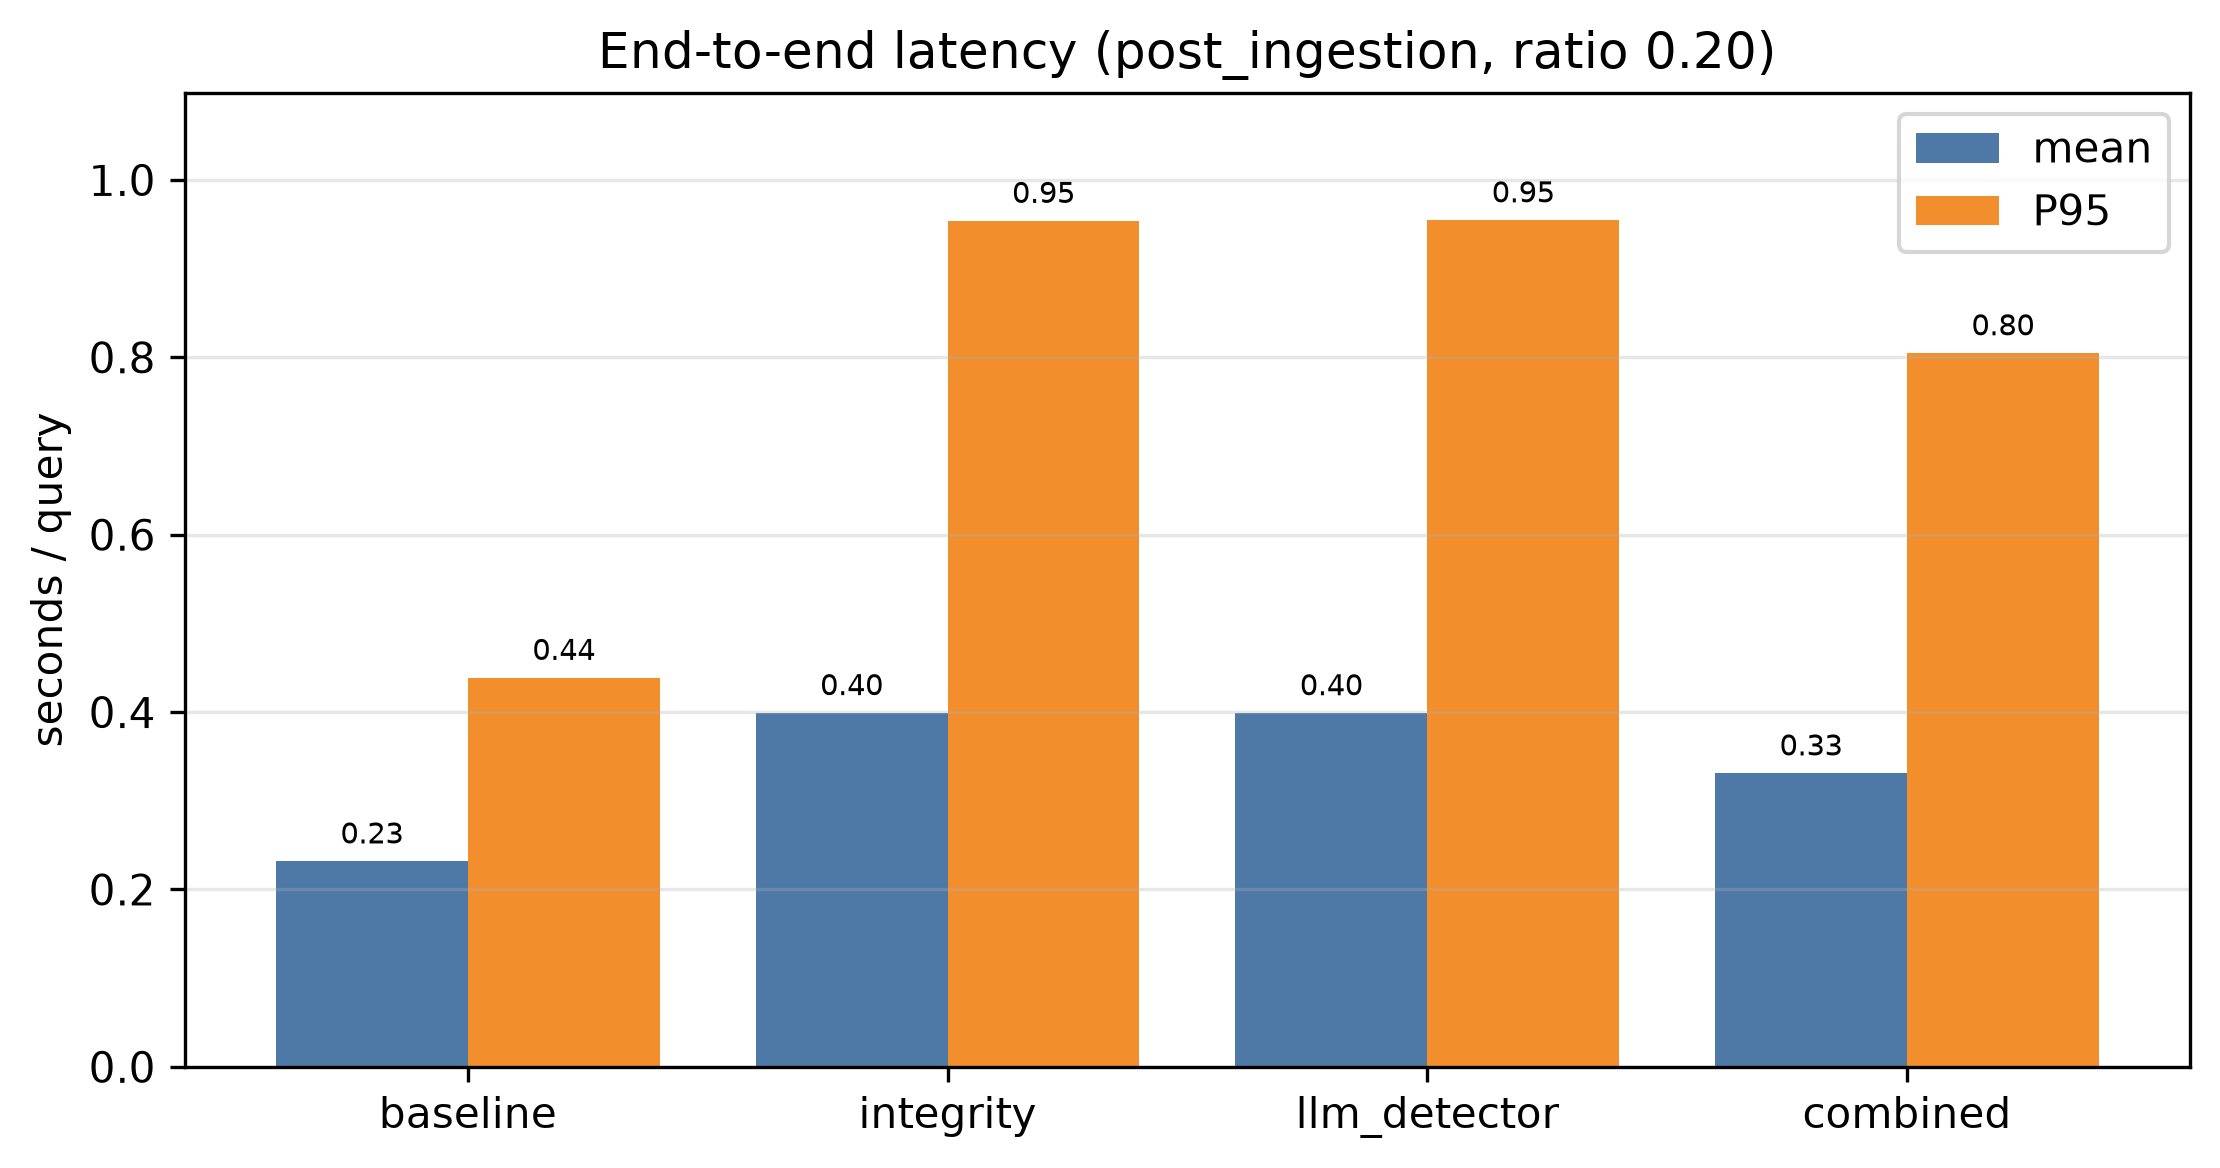 End-to-end latency (post_ingestion, ratio 0.20)
mean
P95
seconds / query
1.0
0.8
0.6
0.4
0.2
0.0
0.23
0.44
0.40
0.95
0.40
0.95
0.33
0.80
baseline
integrity
llm_detector
combined